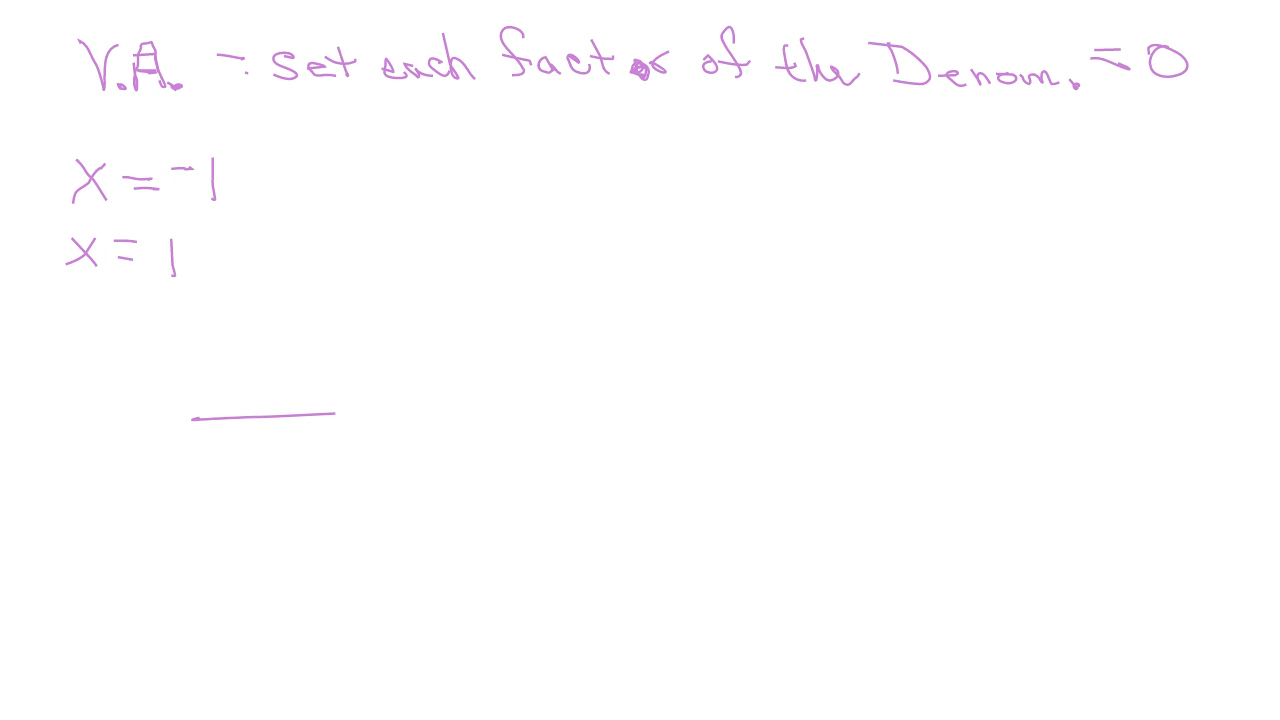 V.A. = set each factor of the Denom. = 0
x = -1
x = 1